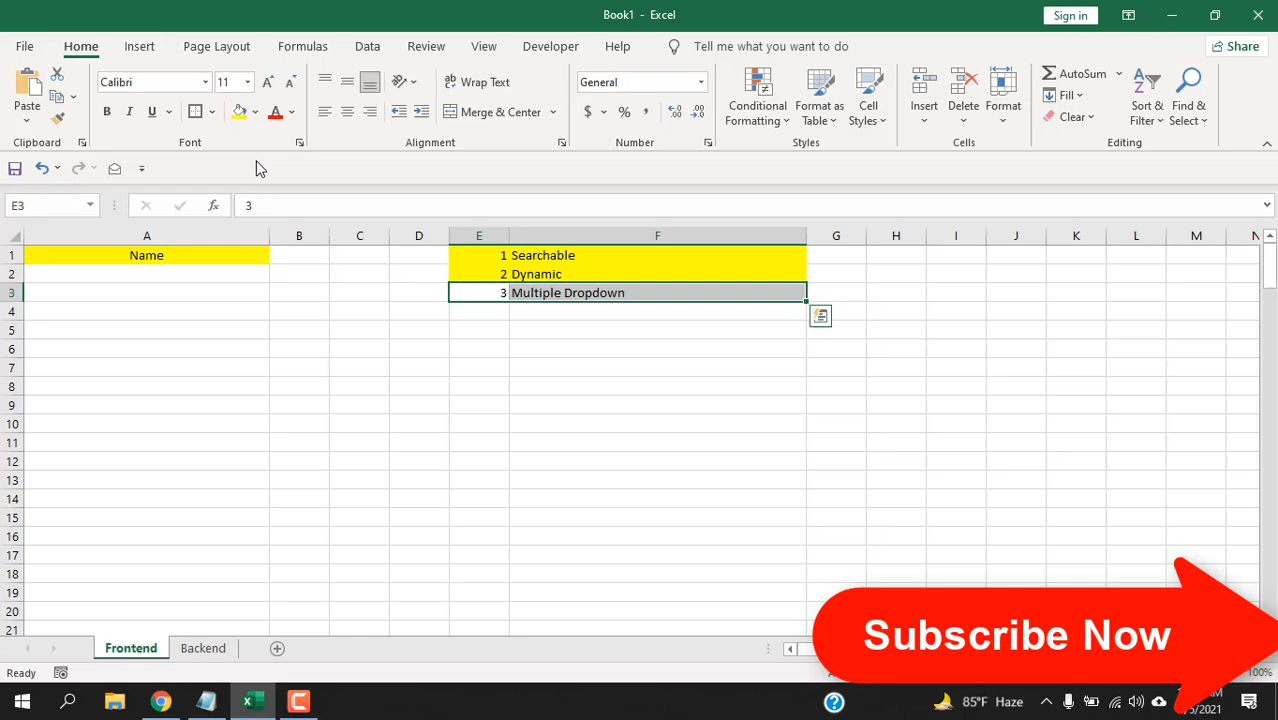 Book1 - Excel
Sign in
File Home Insert Page Layout Formulas Data Review View Developer Help Tell me what you want to do Share
Paste
Clipboard
Calibri 11
B I U
Font
Wrap Text
Merge & Center
Alignment
General
$ %
Number
Conditional Formatting
Format as Table
Cell Styles
Styles
Insert
Delete
Format
Cells
AutoSum
Fill
Clear
Sort & Filter
Find & Select
Editing
E3 fx 3
A B C D E F G H I J K L M N
1 Name 1 Searchable
2 2 Dynamic
3 3 Multiple Dropdown
4
5
6
7
8
9
10
11
12
13
14
15
16
17
18
19
20
21
Subscribe Now
Frontend Backend
Ready
100%
85°F Haze